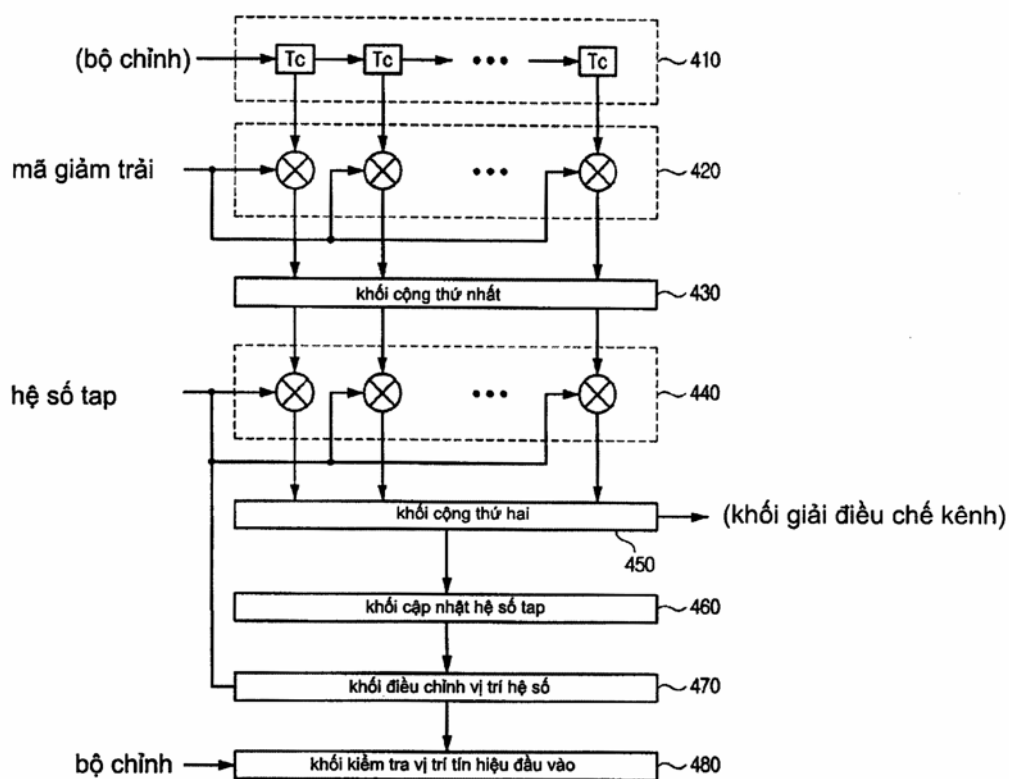 (bộ chỉnh)
Tc Tc ••• Tc
410
mã giảm trải
•••
420
khối cộng thứ nhất
430
hệ số tap
•••
440
khối cộng thứ hai
(khối giải điều chế kênh)
450
khối cập nhật hệ số tap
460
khối điều chỉnh vị trí hệ số
470
bộ chỉnh
khối kiểm tra vị trí tín hiệu đầu vào
480